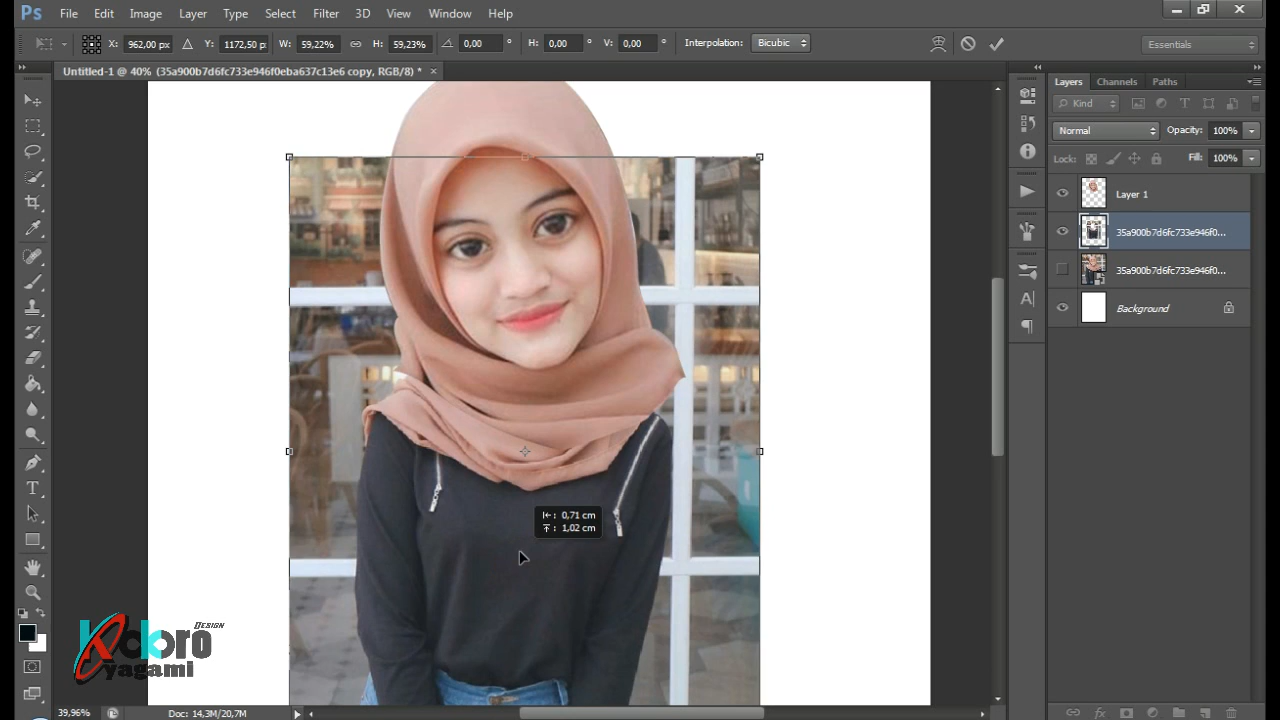 Ps File Edit Image Layer Type Select Filter 3D View Window Help
X: 962,00 px Y: 1172,50 p W: 59,22% H: 59,23% 0,00 ° H: 0,00 ° V: 0,00 ° Interpolation: Bicubic Essentials
Untitled-1 @ 40% (35a900b7d6fc733e946f0eba637c13e6 copy, RGB/8) * ×
Layers Channels Paths
Kind
Normal Opacity: 100%
Lock: Fill: 100%
Layer 1
35a900b7d6fc733e946f0...
35a900b7d6fc733e946f0...
Background
: 0,71 cm
: 1,02 cm
Design
Kdoro
yagami
39,96% Doc: 14,3M/20,7M